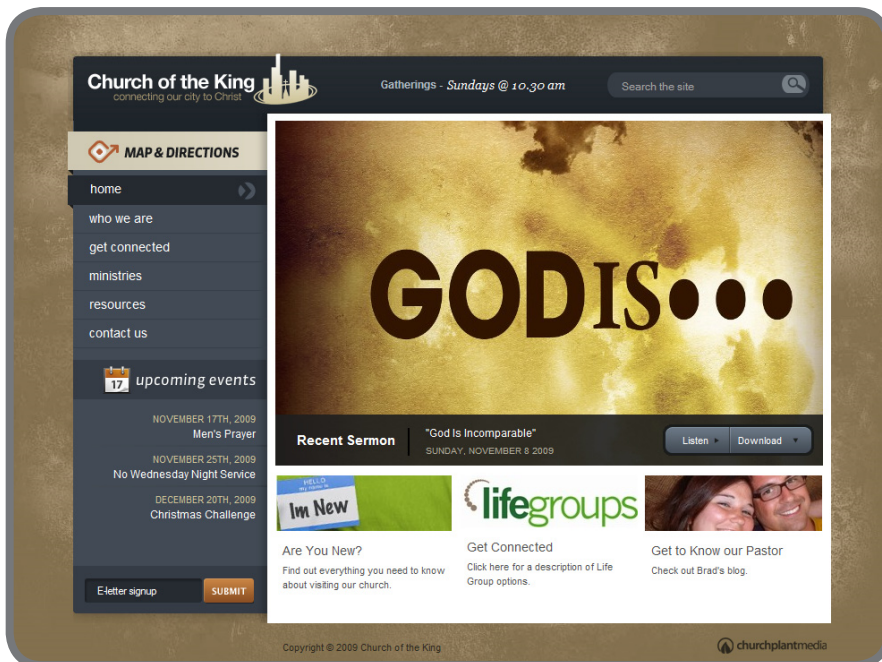 Church of the King
connecting our city to Christ
Gatherings - Sundays @ 10.30 am
Search the site
MAP & DIRECTIONS
home
who we are
get connected
ministries
resources
contact us
17 upcoming events
NOVEMBER 17TH, 2009
Men's Prayer
NOVEMBER 25TH, 2009
No Wednesday Night Service
DECEMBER 20TH, 2009
Christmas Challenge
E-letter signup SUBMIT
GOD IS...
Recent Sermon
"God Is Incomparable"
SUNDAY, NOVEMBER 8 2009
Listen Download
HELLO
my name is
Im New
Are You New?
Find out everything you need to know
about visiting our church.
lifegroups
Get Connected
Click here for a description of Life
Group options.
Get to Know our Pastor
Check out Brad's blog.
Copyright © 2009 Church of the King
churchplantmedia